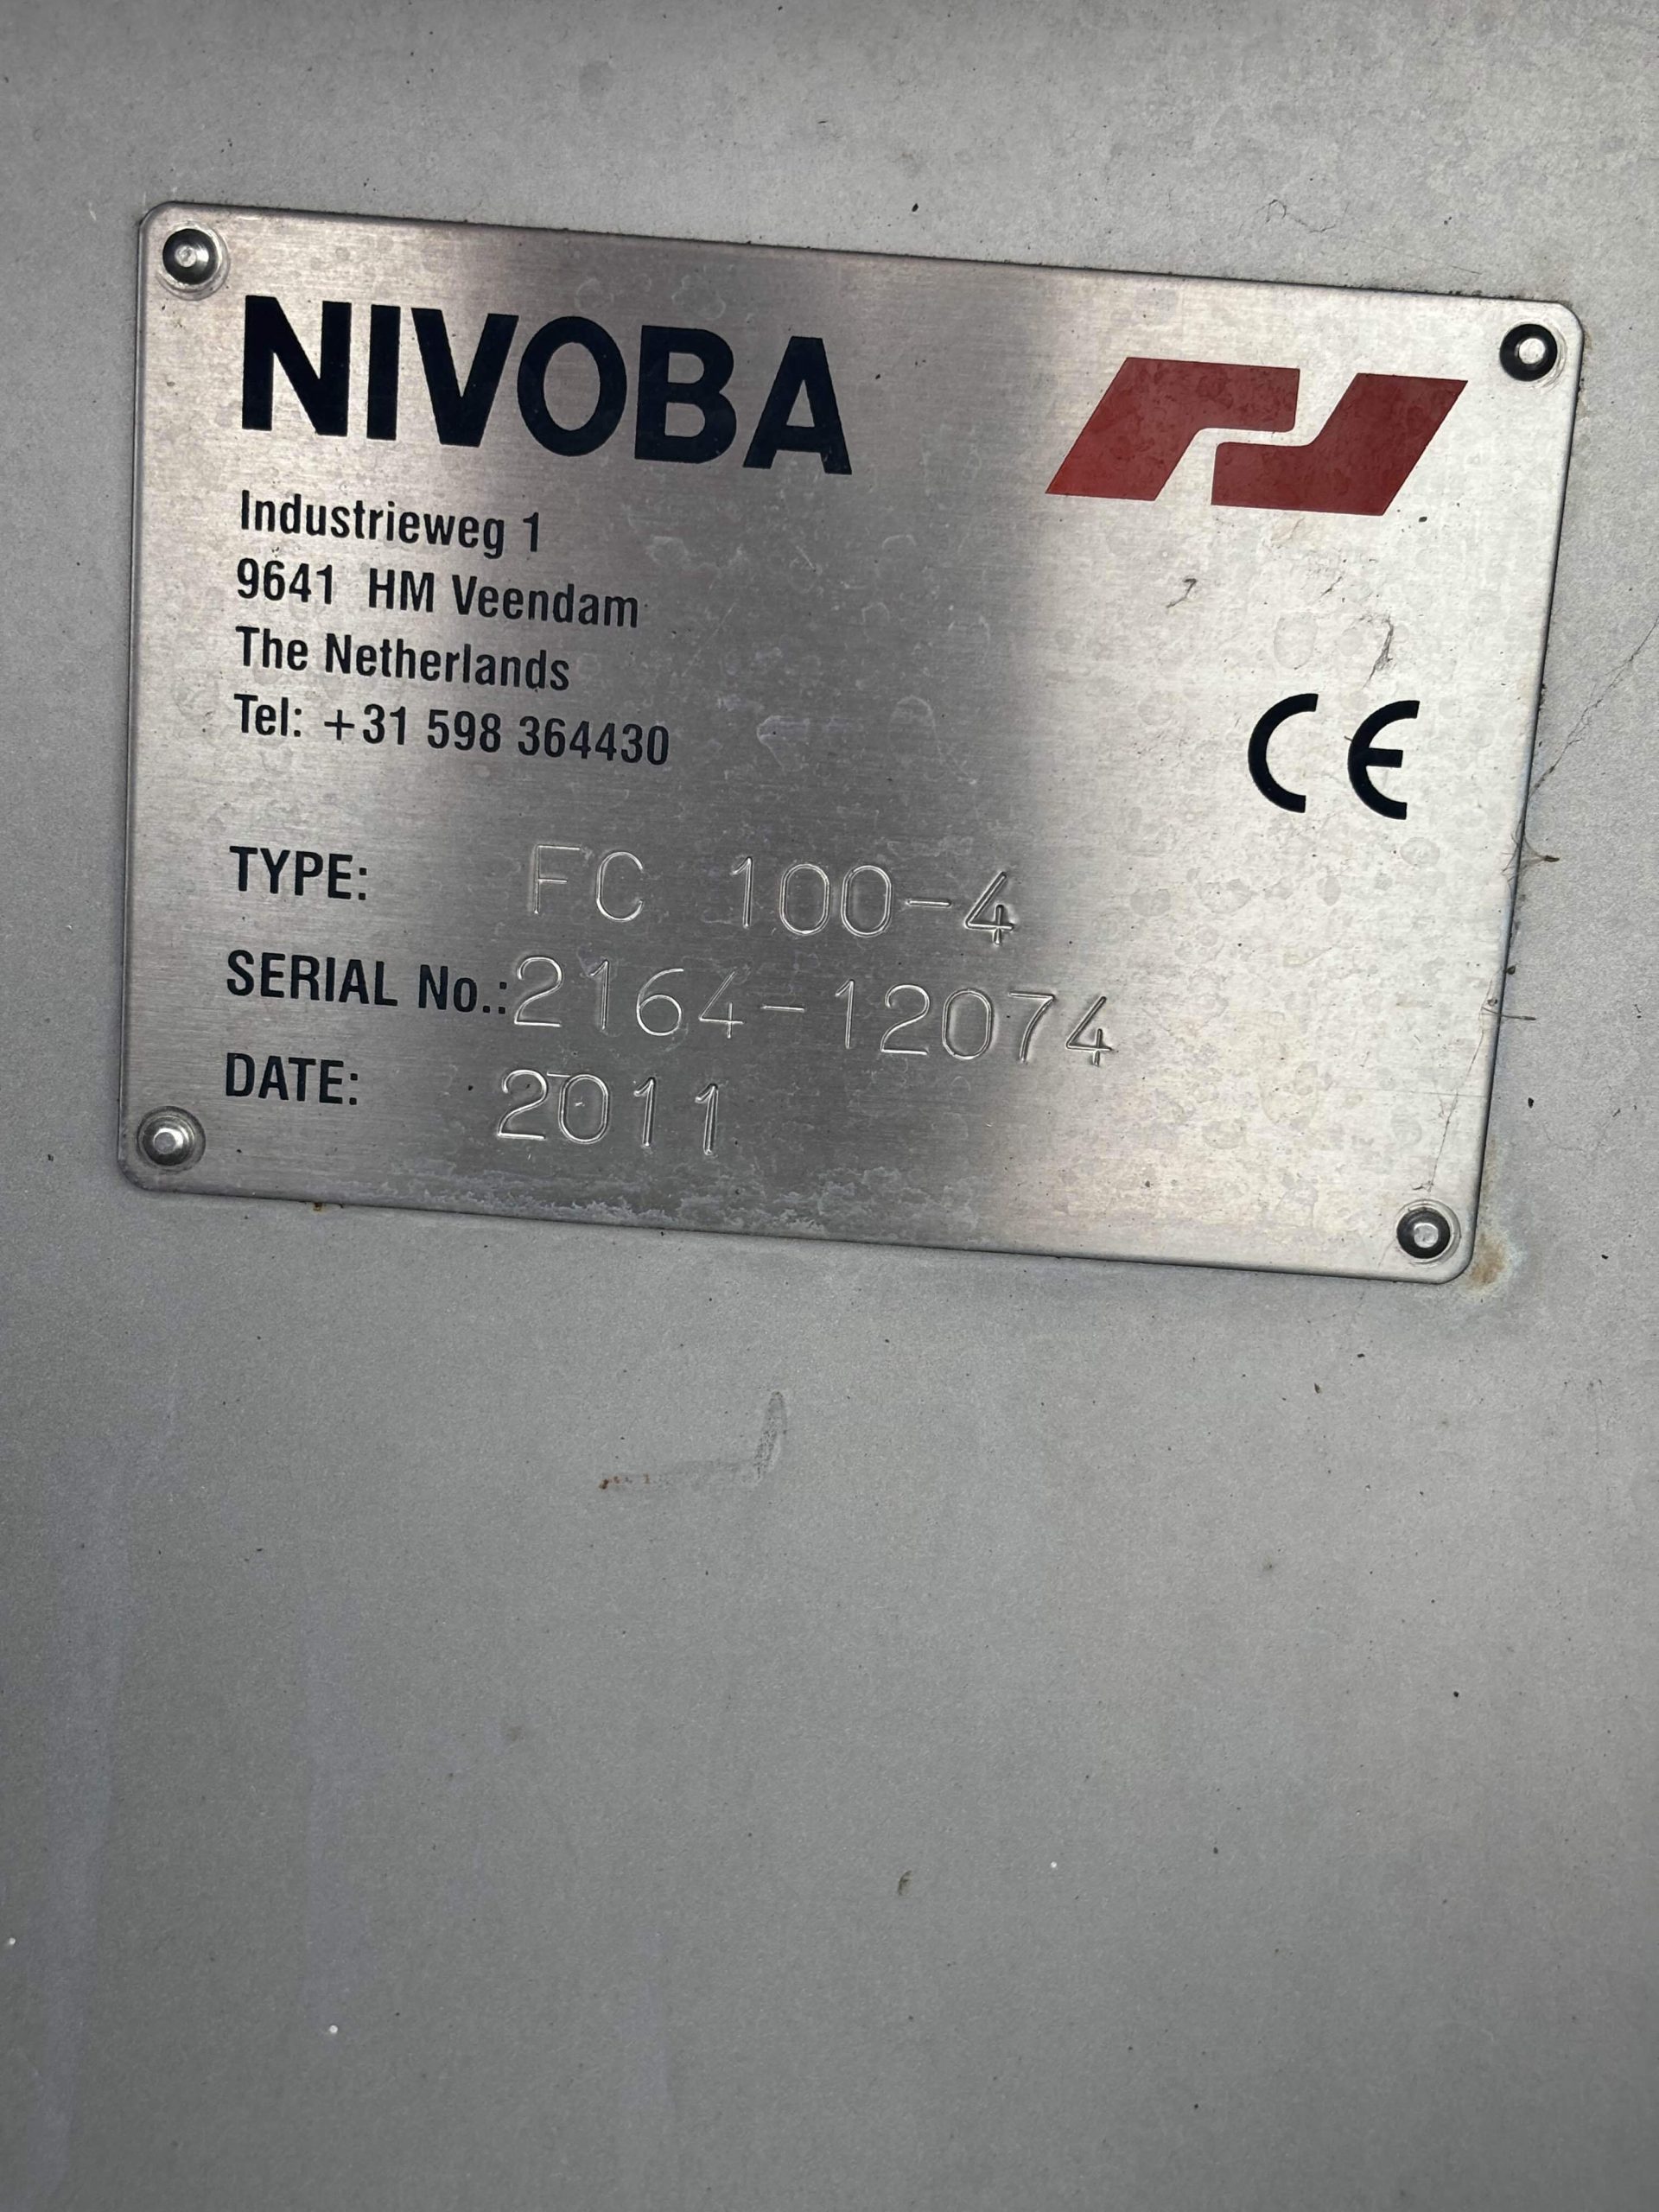 NIVOBA
Industrieweg 1
9641 HM Veendam
The Netherlands
Tel: +31 598 364430
CE
TYPE: FC 100-4
SERIAL No.: 2164-12074
DATE: 2011